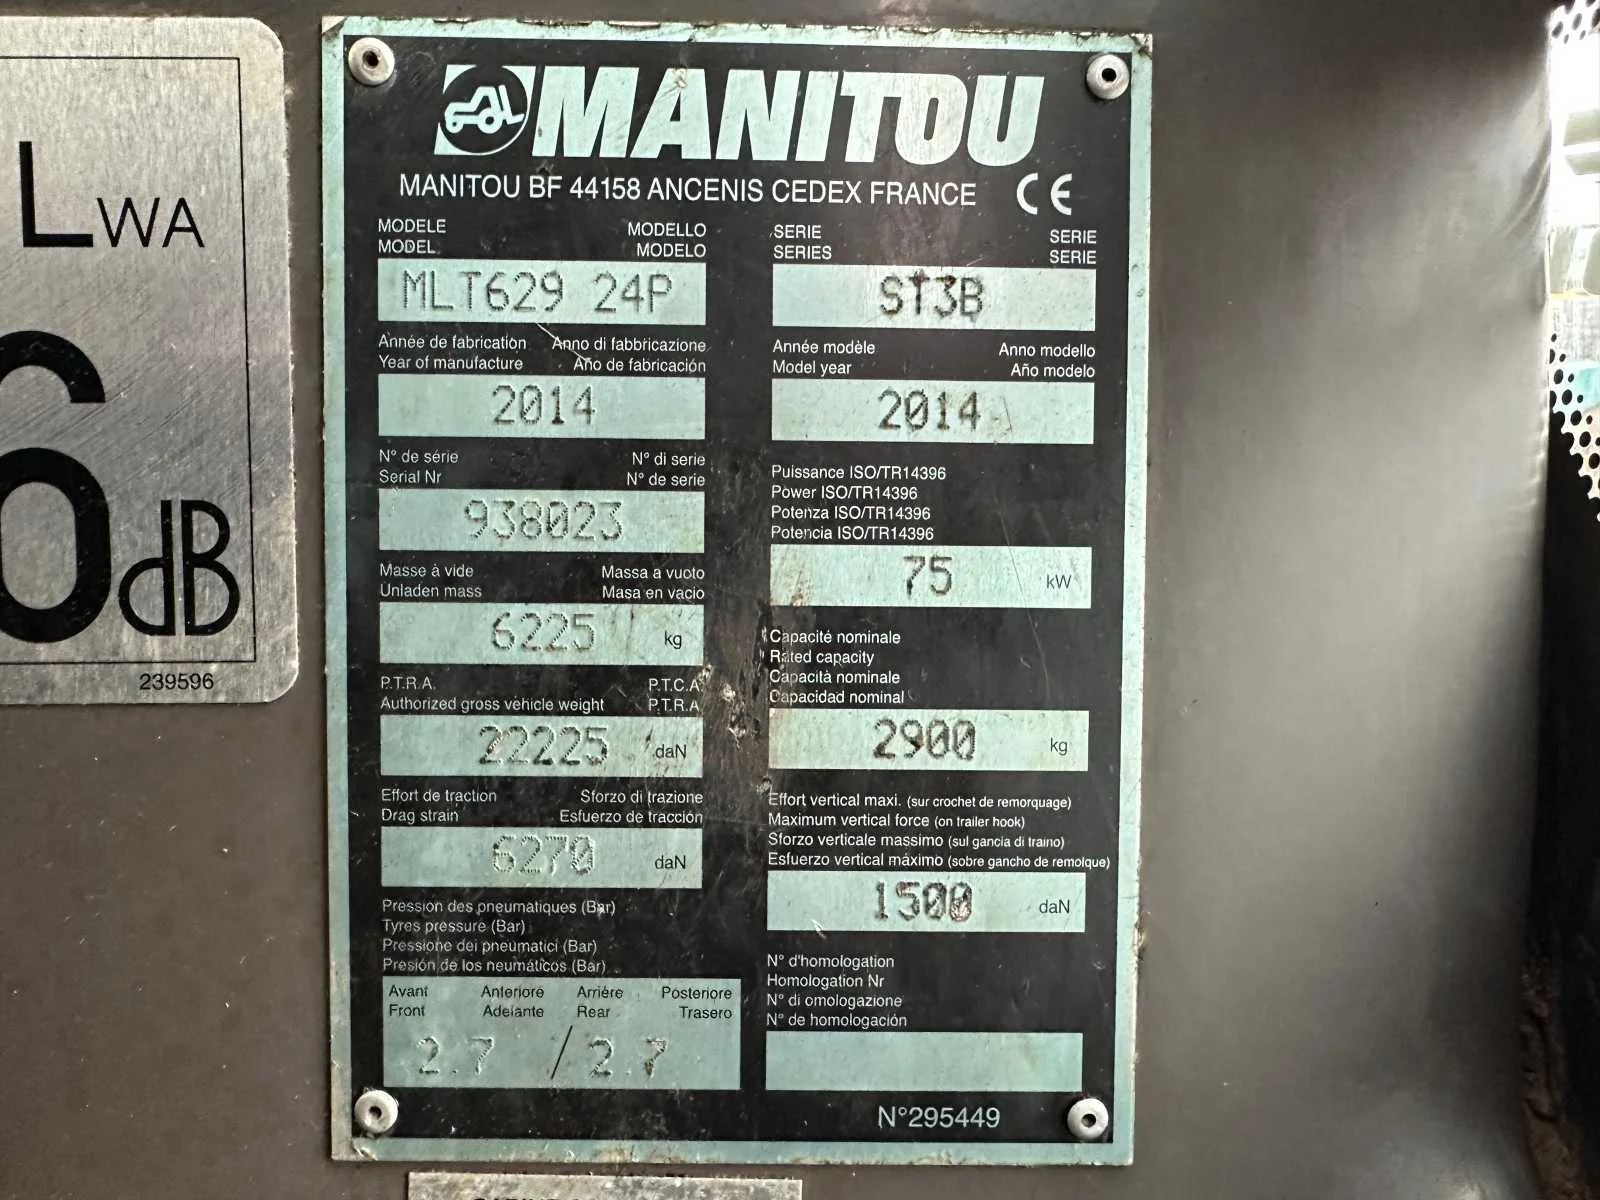 LWA
6
dB
239596
MANITOU
MANITOU BF 44158 ANCENIS CEDEX FRANCE CE
MODELE MODELLO
MODEL MODELO
MLT629 24P
SERIE SERIE
SERIES SERIE
ST3B
Année de fabrication Anno di fabbricazione
Year of manufacture Año de fabricación
2014
Année modèle Anno modello
Model year Año modelo
2014
N° de série N° di serie
Serial Nr N° de serie
938023
Puissance ISO/TR14396
Power ISO/TR14396
Potenza ISO/TR14396
Potencia ISO/TR14396
75 kW
Masse à vide Massa a vuoto
Unladen mass Masa en vacio
6225 kg
Capacité nominale
Rated capacity
Capacità nominale
Capacidad nominal
2900 kg
P.T.R.A. P.T.C.A
Authorized gross vehicle weight P.T.R.A
22225 daN
Effort de traction Sforzo di trazione
Drag strain Esfuerzo de tracción
6270 daN
Effort vertical maxi. (sur crochet de remorquage)
Maximum vertical force (on trailer hook)
Sforzo verticale massimo (sul gancia di traino)
Esfuerzo vertical máximo (sobre gancho de remolque)
1500 daN
Pression des pneumatiques (Bar)
Tyres pressure (Bar)
Pressione dei pneumatici (Bar)
Presión de los neumáticos (Bar)
Avant Anteriore Arrière Posteriore
Front Adelante Rear Trasero
2.7 / 2.7
N° d'homologation
Homologation Nr
N° di omologazione
N° de homologación
N°295449